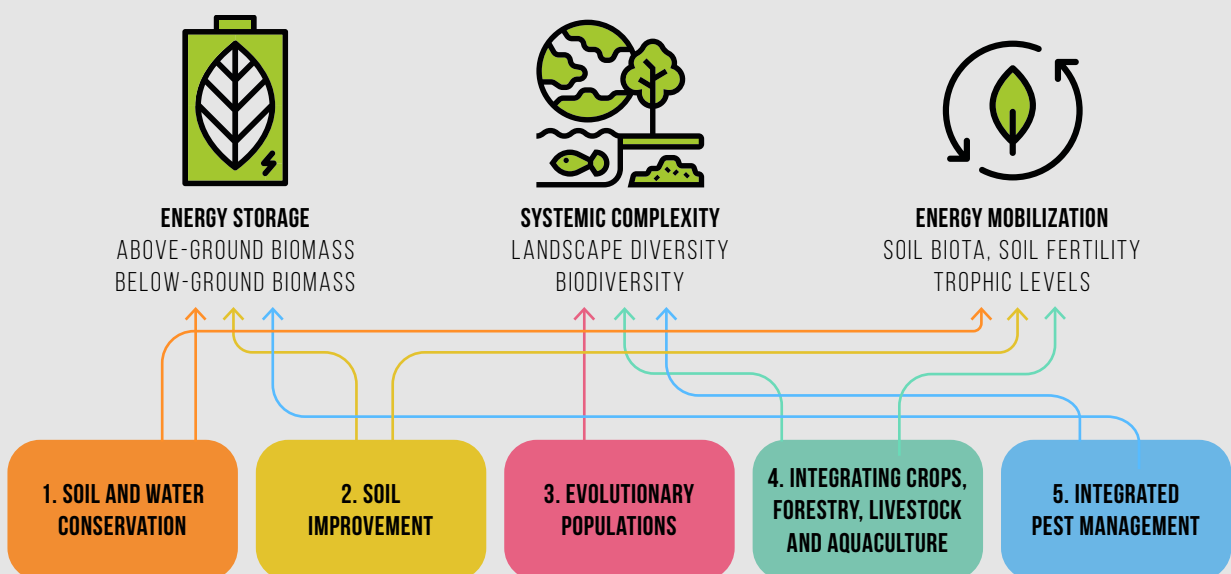 ENERGY STORAGE
ABOVE-GROUND BIOMASS
BELOW-GROUND BIOMASS
SYSTEMIC COMPLEXITY
LANDSCAPE DIVERSITY
BIODIVERSITY
ENERGY MOBILIZATION
SOIL BIOTA, SOIL FERTILITY
TROPHIC LEVELS
1. SOIL AND WATER
CONSERVATION
2. SOIL
IMPROVEMENT
3. EVOLUTIONARY
POPULATIONS
4. INTEGRATING CROPS,
FORESTRY, LIVESTOCK
AND AQUACULTURE
5. INTEGRATED
PEST MANAGEMENT